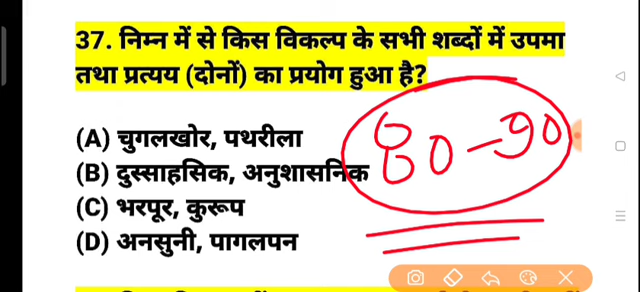 37. निम्न में से किस विकल्प के सभी शब्दों में उपमा
तथा प्रत्यय (दोनों) का प्रयोग हुआ है?
(A) चुगलखोर, पथरीला
(B) दुस्साहसिक, अनुशासनिक
80-90
(C) भरपूर, कुरूप
(D) अनसुनी, पागलपन